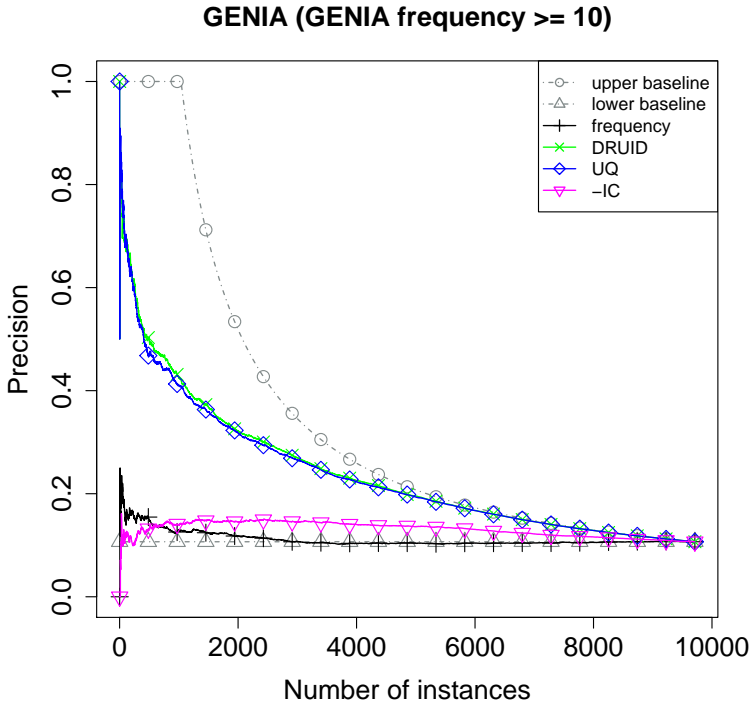 GENIA (GENIA frequency >= 10)
upper baseline
lower baseline
frequency
DRUID
UQ
−IC
Precision
1.0
0.8
0.6
0.4
0.2
0.0
0 2000 4000 6000 8000 10000
Number of instances